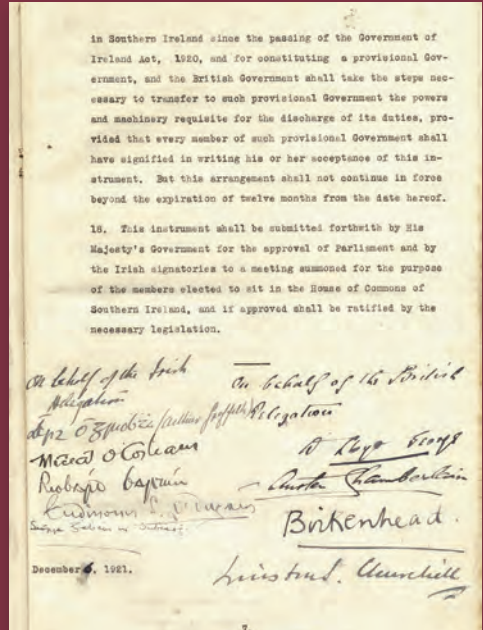 in Southern Ireland since the passing of the Government of
Ireland Act, 1920, and for constituting a provisional Gov-
ernment, and the British Government shall take the steps nec-
essary to transfer to such provisional Government the powers
and machinery requisite for the discharge of its duties, pro-
vided that every member of such provisional Government shall
have signified in writing his or her acceptance of this in-
strument. But this arrangement shall not continue in force
beyond the expiration of twelve months from the date hereof.
18. This instrument shall be submitted forthwith by His
Majesty's Government for the approval of Parliament and by
the Irish signatories to a meeting summoned for the purpose
of the members elected to sit in the House of Commons of
Southern Ireland, and if approved shall be ratified by the
necessary legislation.
On behalf of the Irish
Delegation
(Arthur Griffith)
Míceál Ó Coileáin
Riobárd Bartún
December 6, 1921.
On behalf of the British
Delegation
D Lloyd George
Austen Chamberlain
Birkenhead.
Winston S. Churchill
7